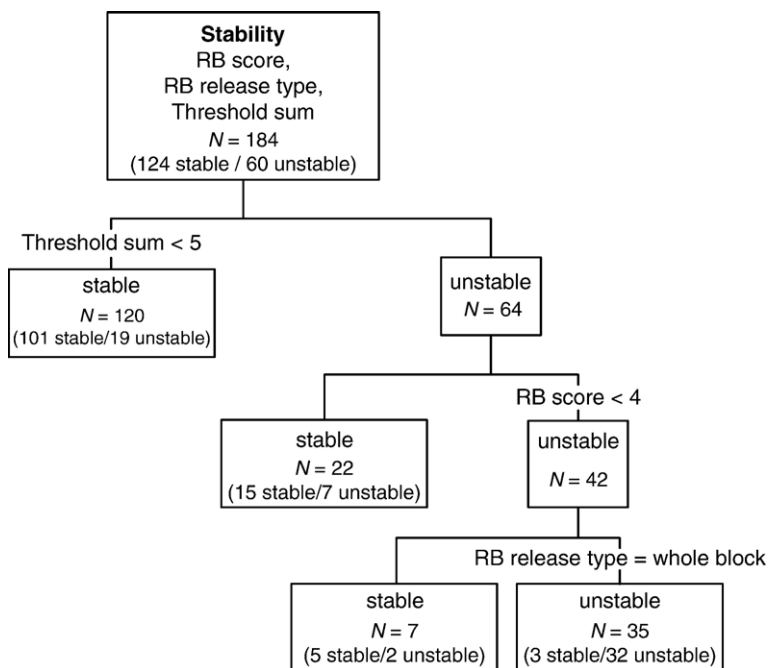 Stability
RB score,
RB release type,
Threshold sum
N = 184
(124 stable / 60 unstable)
Threshold sum < 5
stable
N = 120
(101 stable/19 unstable)
unstable
N = 64
RB score < 4
stable
N = 22
(15 stable/7 unstable)
unstable
N = 42
RB release type = whole block
stable
N = 7
(5 stable/2 unstable)
unstable
N = 35
(3 stable/32 unstable)